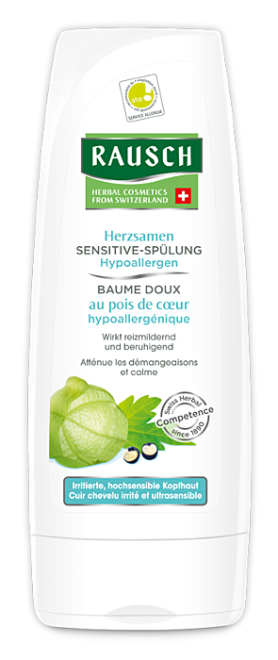 aha!
SERVICE ALLERGIE
RAUSCH
HERBAL COSMETICS
FROM SWITZERLAND
Herzsamen
SENSITIVE-SPÜLUNG
Hypoallergen
BAUME DOUX
au pois de cœur
hypoallergénique
Wirkt reizmildernd
und beruhigend
Atténue les démangeaisons
et calme
Swiss Herbal
Competence
since 1890
Irritierte, hochsensible Kopfhaut
Cuir chevelu irrité et ultrasensible